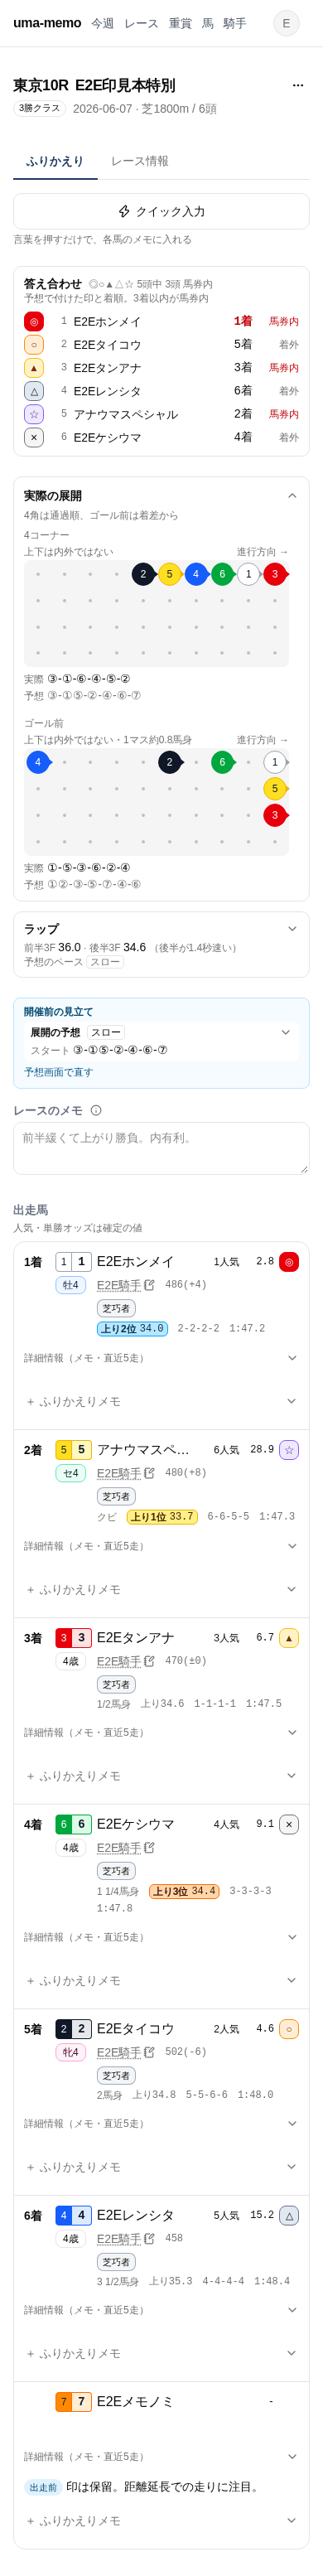 uma-memo 今週 レース 重賞 馬 騎手 E
東京10R E2E印見本特別 …
3勝クラス 2026-06-07・芝1800m / 6頭
ふりかえり レース情報
クイック入力
言葉を押すだけで、各馬のメモに入れる
答え合わせ ◎○▲△☆ 5頭中 3頭 馬券内
予想で付けた印と着順。3着以内が馬券内
◎ 1 E2Eホンメイ 1着 馬券内
○ 2 E2Eタイコウ 5着 着外
▲ 3 E2Eタンアナ 3着 馬券内
△ 4 E2Eレンシタ 6着 着外
☆ 5 アナウマスペシャル 2着 馬券内
× 6 E2Eケシウマ 4着 着外
実際の展開
4角は通過順、ゴール前は着差から
4コーナー
上下は内外ではない 進行方向 →
2 5 4 6 1 3
実際 ③-①-⑥-④-⑤-②
予想 ③-①⑤-②-④-⑥-⑦
ゴール前
上下は内外ではない・1マス約0.8馬身 進行方向 →
4 2 6 1
5
3
実際 ①-⑤-③-⑥-②-④
予想 ①②-③-⑤-⑦-④-⑥
ラップ
前半3F 36.0 · 後半3F 34.6 （後半が1.4秒速い）
予想のペース スロー
開催前の見立て
展開の予想 スロー
スタート ③-①⑤-②-④-⑥-⑦
予想画面で直す
レースのメモ
前半緩くて上がり勝負。内有利。
出走馬
人気・単勝オッズは確定の値
1着 1 1 E2Eホンメイ 1人気 2.8 ◎
牡4 E2E騎手 486(+4)
芝巧者
上り2位 34.0 2-2-2-2 1:47.2
詳細情報（メモ・直近5走）
＋ ふりかえりメモ
2着 5 5 アナウマスペ… 6人気 28.9 ☆
セ4 E2E騎手 480(+8)
芝巧者
クビ 上り1位 33.7 6-6-5-5 1:47.3
詳細情報（メモ・直近5走）
＋ ふりかえりメモ
3着 3 3 E2Eタンアナ 3人気 6.7 ▲
4歳 E2E騎手 470(±0)
芝巧者
1/2馬身 上り34.6 1-1-1-1 1:47.5
詳細情報（メモ・直近5走）
＋ ふりかえりメモ
4着 6 6 E2Eケシウマ 4人気 9.1 ×
4歳 E2E騎手
芝巧者
1 1/4馬身 上り3位 34.4 3-3-3-3
1:47.8
詳細情報（メモ・直近5走）
＋ ふりかえりメモ
5着 2 2 E2Eタイコウ 2人気 4.6 ○
牝4 E2E騎手 502(-6)
芝巧者
2馬身 上り34.8 5-5-6-6 1:48.0
詳細情報（メモ・直近5走）
＋ ふりかえりメモ
6着 4 4 E2Eレンシタ 5人気 15.2 △
4歳 E2E騎手 458
芝巧者
3 1/2馬身 上り35.3 4-4-4-4 1:48.4
詳細情報（メモ・直近5走）
＋ ふりかえりメモ
7 7 E2Eメモノミ -
詳細情報（メモ・直近5走）
出走前 印は保留。距離延長での走りに注目。
＋ ふりかえりメモ